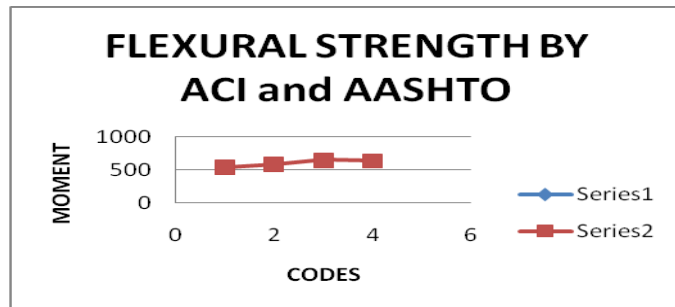 FLEXURAL STRENGTH BY
ACI and AASHTO
MOMENT
1000
500
0
0 2 4 6
CODES
Series1
Series2